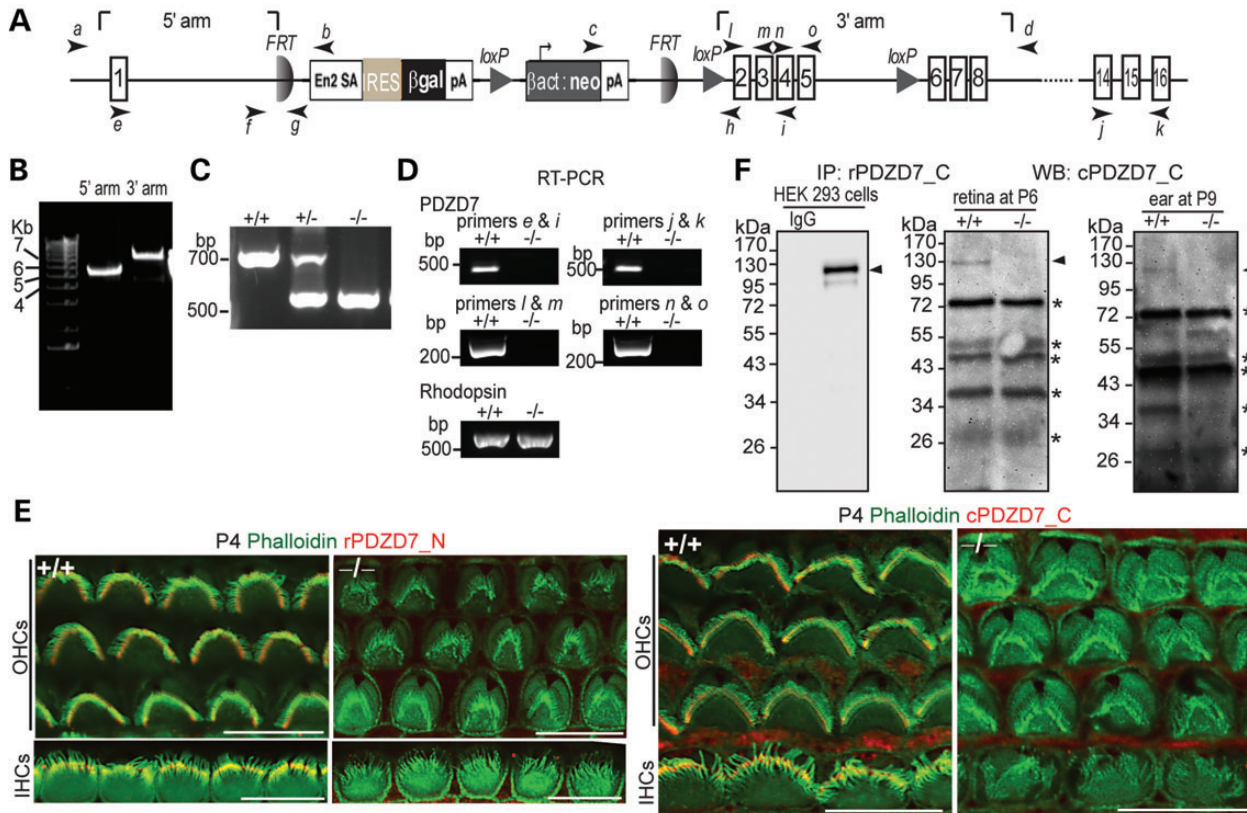 A
a
5' arm
FRT
b
loxP
c
FRT
loxP
l
m n
o
3' arm
loxP
d
1
En2 SA
IRES
βgal
pA
βact: neo
pA
2
3
4
5
6
7
8
14
15
16
e
f
g
h
i
j
k
B
5' arm 3' arm
Kb
7
6
5
4
C
+/+ +/- -/-
bp
700
500
D
RT-PCR
PDZD7
primers e & i
bp +/+ -/-
500
primers j & k
bp +/+ -/-
500
primers l & m
bp +/+ -/-
200
primers n & o
bp +/+ -/-
200
Rhodopsin
bp +/+ -/-
500
F
IP: rPDZD7_C WB: cPDZD7_C
HEK 293 cells
kDa IgG
170
130
95
72
55
43
34
26
retina at P6
kDa +/+ -/-
170
130
95
72
55
43
34
26
*
*
*
*
*
ear at P9
kDa +/+ -/-
170
130
95
72
55
43
34
26
*
*
*
*
*
E
P4 Phalloidin rPDZD7_N
+/+ −/−
OHCs
IHCs
P4 Phalloidin cPDZD7_C
+/+ −/−
OHCs
IHCs